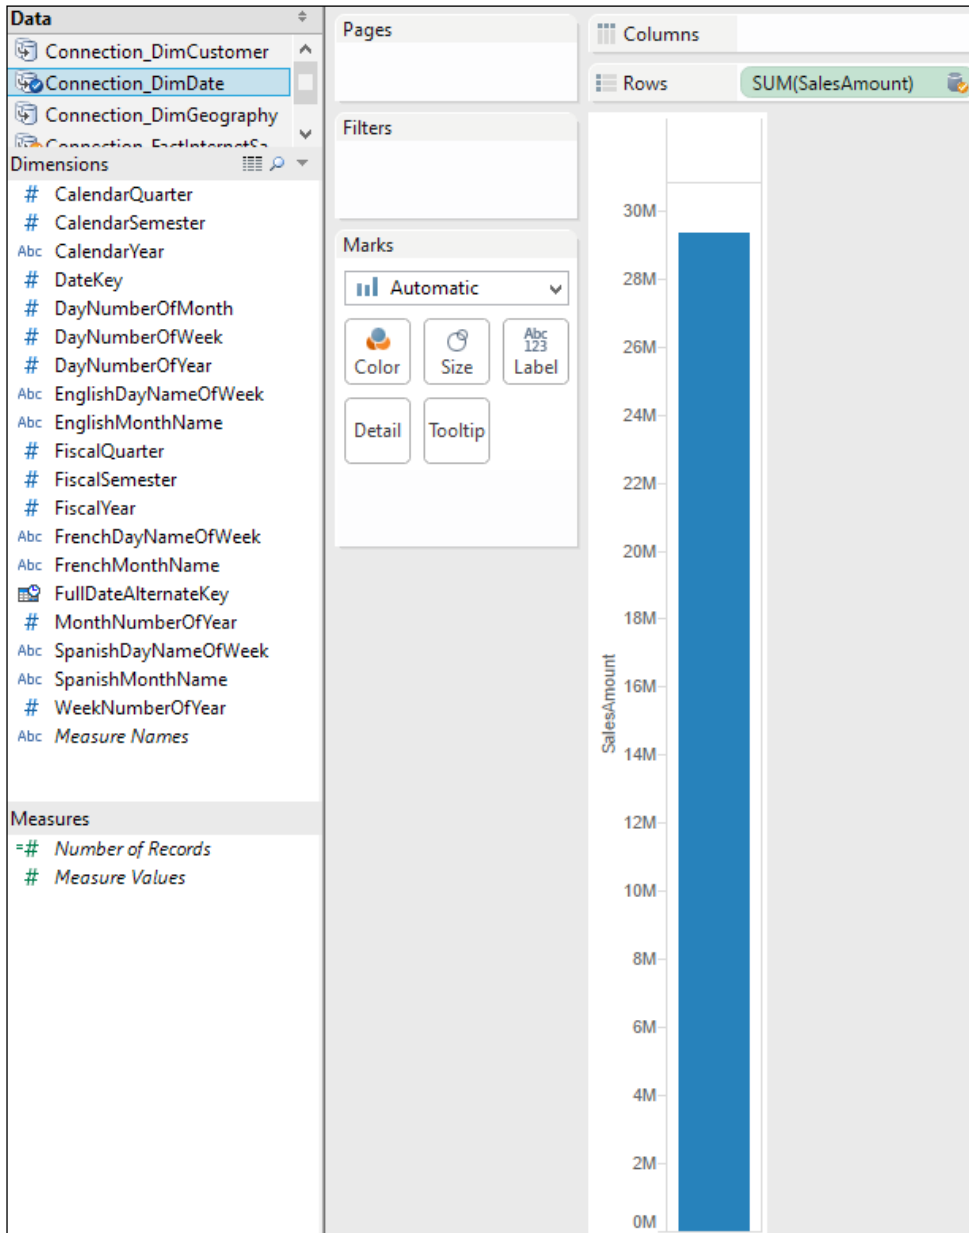 Data
Connection_DimCustomer
Connection_DimDate
Connection_DimGeography
Connection_FactInternetSa
Dimensions
# CalendarQuarter
# CalendarSemester
Abc CalendarYear
# DateKey
# DayNumberOfMonth
# DayNumberOfWeek
# DayNumberOfYear
Abc EnglishDayNameOfWeek
Abc EnglishMonthName
# FiscalQuarter
# FiscalSemester
# FiscalYear
Abc FrenchDayNameOfWeek
Abc FrenchMonthName
FullDateAlternateKey
# MonthNumberOfYear
Abc SpanishDayNameOfWeek
Abc SpanishMonthName
# WeekNumberOfYear
Abc Measure Names
Measures
=# Number of Records
# Measure Values
Pages
Filters
Marks
Automatic
Color
Size
Abc
123
Label
Detail
Tooltip
Columns
Rows
SUM(SalesAmount)
SalesAmount
30M
28M
26M
24M
22M
20M
18M
16M
14M
12M
10M
8M
6M
4M
2M
0M